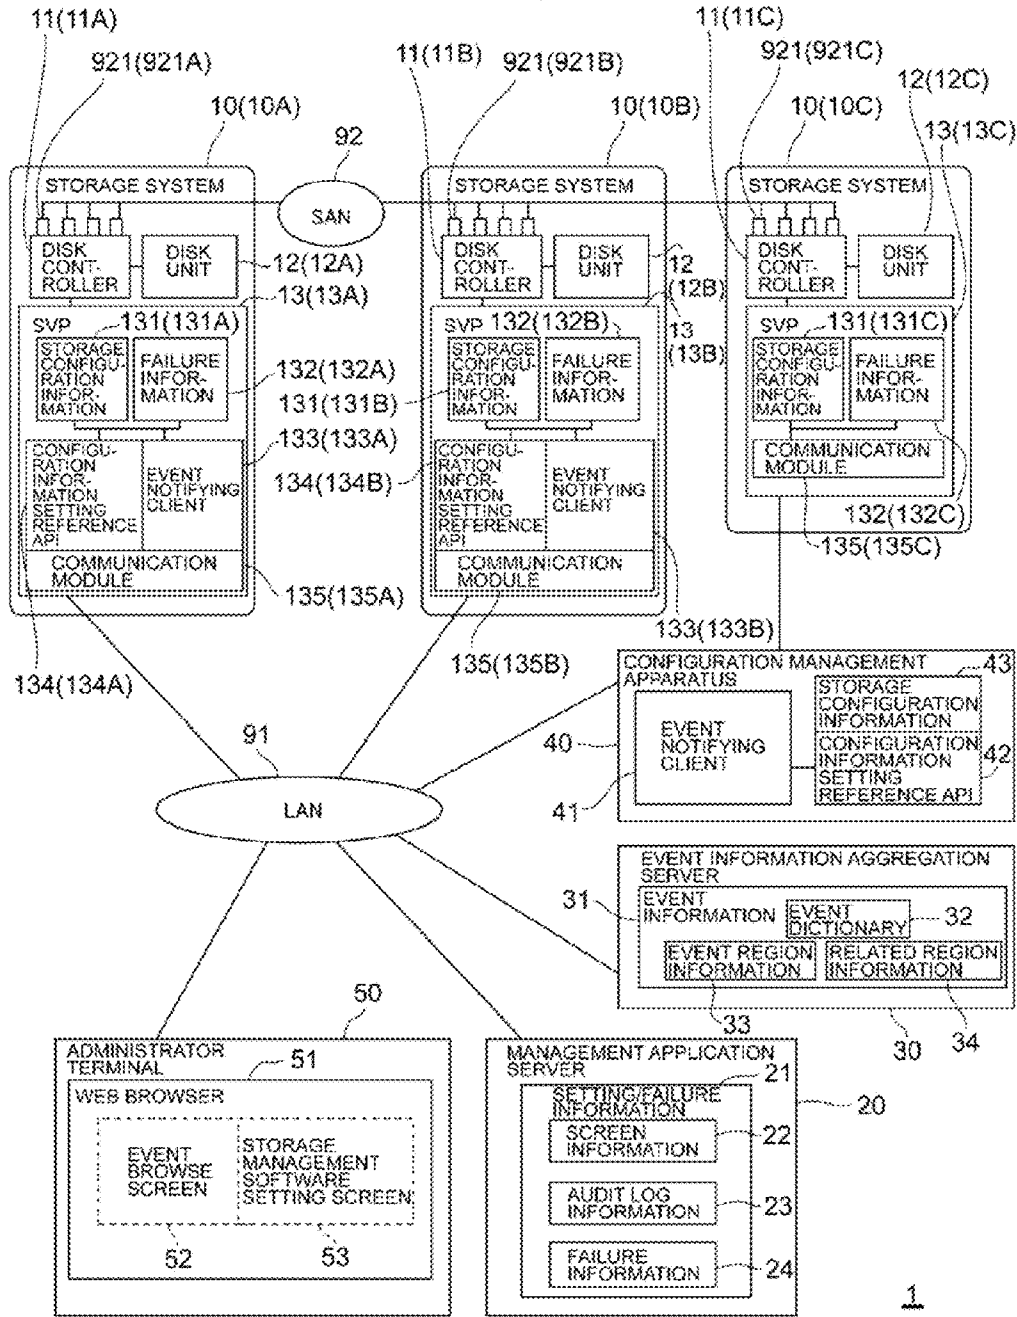 11(11A)
921(921A)
10(10A)
92
11(11B)
921(921B)
10(10B)
11(11C)
921(921C)
10(10C)
12(12C)
13(13C)
STORAGE SYSTEM
DISK
CONT-
ROLLER
DISK
UNIT
12(12A)
13(13A)
SVP
131(131A)
STORAGE
CONFIGU-
RATION
INFOR-
MATION
FAILURE
INFOR-
MATION
132(132A)
133(133A)
CONFIGU-
RATION
INFOR-
MATION
SETTING
REFERENCE
API
EVENT
NOTIFYING
CLIENT
COMMUNICATION
MODULE
135(135A)
134(134A)
SAN
STORAGE SYSTEM
DISK
CONT-
ROLLER
DISK
UNIT
12
(12B)
13
(13B)
SVP
132(132B)
STORAGE
CONFIGU-
RATION
INFOR-
MATION
FAILURE
INFOR-
MATION
131(131B)
134(134B)
CONFIGU-
RATION
INFOR-
MATION
SETTING
REFERENCE
API
EVENT
NOTIFYING
CLIENT
COMMUNICATION
MODULE
133(133B)
135(135B)
STORAGE SYSTEM
DISK
CONT-
ROLLER
DISK
UNIT
SVP
131(131C)
STORAGE
CONFIGU-
RATION
INFOR-
MATION
FAILURE
INFOR-
MATION
COMMUNICATION
MODULE
132(132C)
135(135C)
91
LAN
CONFIGURATION MANAGEMENT
APPARATUS
43
40
41
EVENT
NOTIFYING
CLIENT
STORAGE
CONFIGURATION
INFORMATION
CONFIGURATION
INFORMATION
SETTING
REFERENCE API
42
EVENT INFORMATION AGGREGATION
SERVER
31
EVENT
INFORMATION
EVENT
DICTIONARY
32
EVENT REGION
INFORMATION
RELATED REGION
INFORMATION
33
34
30
50
ADMINISTRATOR
TERMINAL
51
WEB BROWSER
EVENT
BROWSE
SCREEN
STORAGE
MANAGEMENT
SOFTWARE
SETTING SCREEN
52
53
MANAGEMENT APPLICATION
SERVER
21
SETTING/FAILURE
INFORMATION
20
SCREEN
INFORMATION
22
AUDIT LOG
INFORMATION
23
FAILURE
INFORMATION
24
1